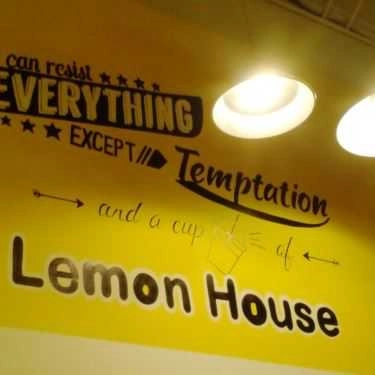 can resist
EVERYTHING
EXCEPT
Temptation
and a cup of
Lemon House